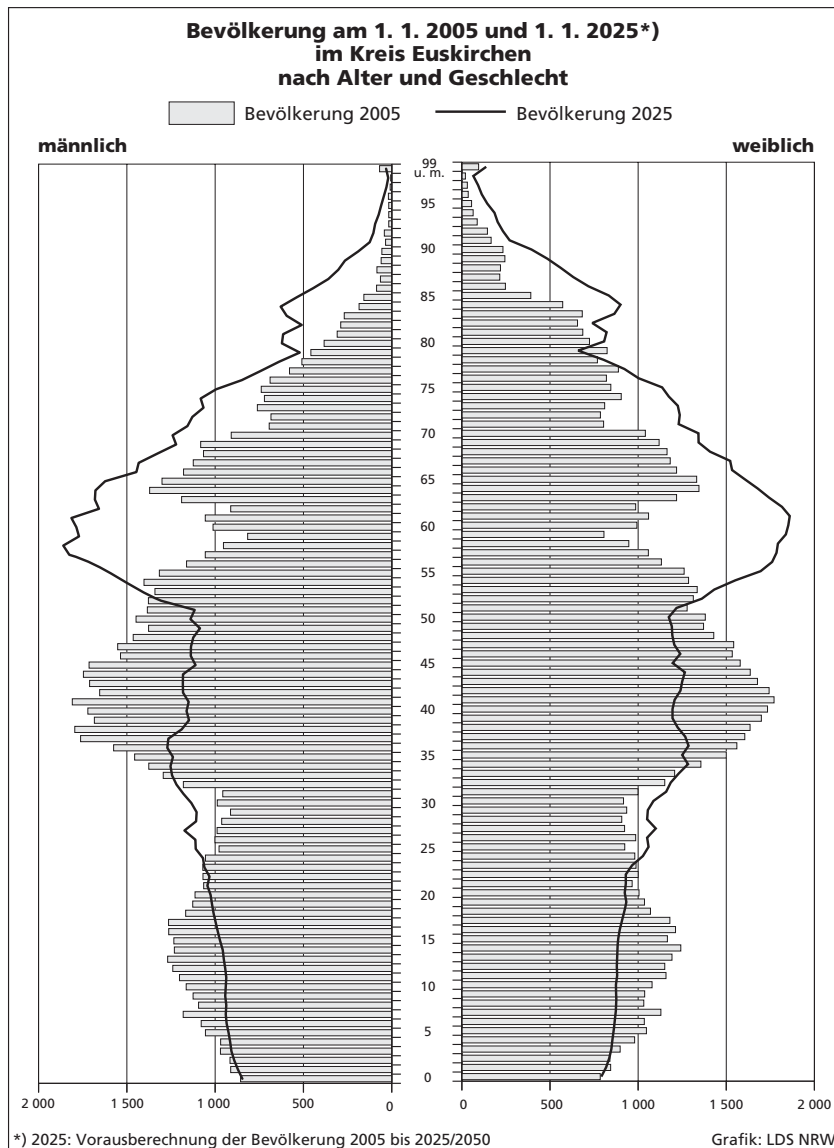 Bevölkerung am 1. 1. 2005 und 1. 1. 2025*)
im Kreis Euskirchen
nach Alter und Geschlecht
Bevölkerung 2005 Bevölkerung 2025
männlich weiblich
99
u. m.
95
90
85
80
75
70
65
60
55
50
45
40
35
30
25
20
15
10
5
0
2 000 1 500 1 000 500 0 0 500 1 000 1 500 2 000
*) 2025: Vorausberechnung der Bevölkerung 2005 bis 2025/2050 Grafik: LDS NRW